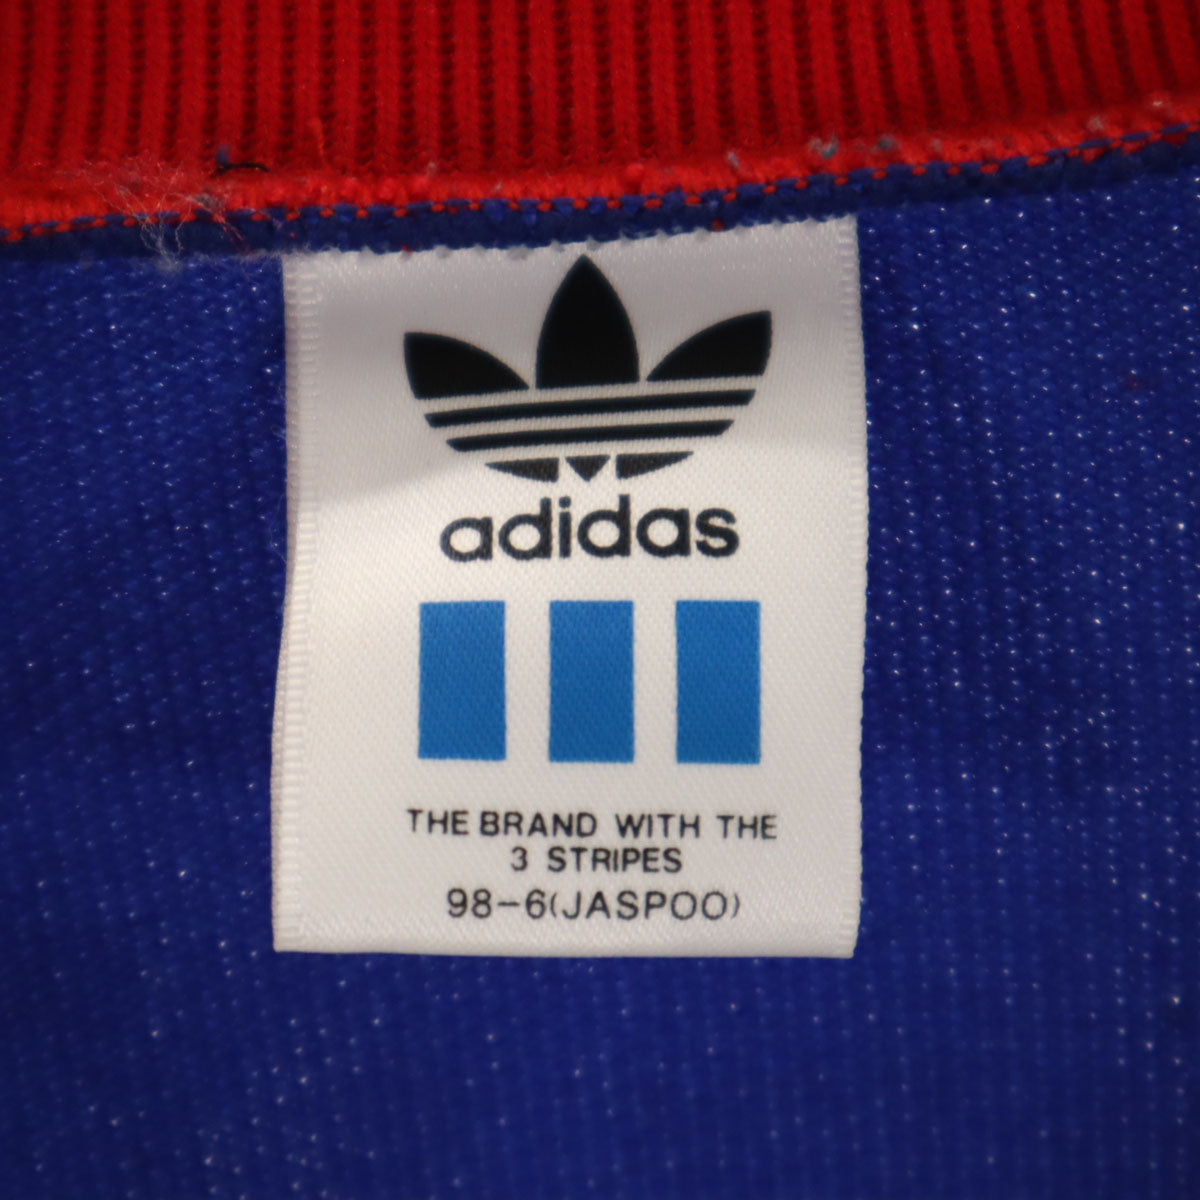 adidas
THE BRAND WITH THE
3 STRIPES
98-6(JASPOO)